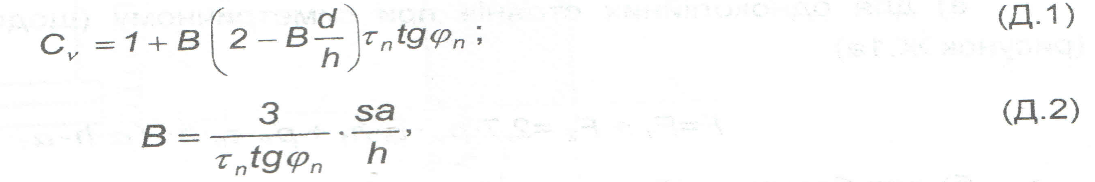 C_v = 1 + B (2 − B d/h) τ_n tgφ_n ; (Д.1)
B = 3/(τ_n tgφ_n) · sa/h, (Д.2)